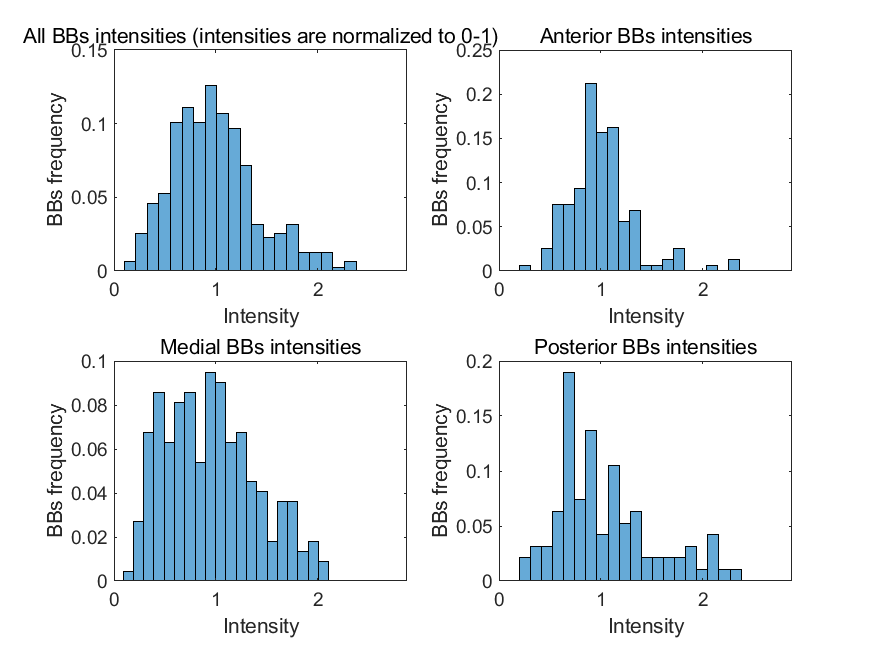 All BBs intensities (intensities are normalized to 0-1)
0.15
0.1
0.05
0
BBs frequency
0 1 2
Intensity
Anterior BBs intensities
0.25
0.2
0.15
0.1
0.05
0
BBs frequency
0 1 2
Intensity
Medial BBs intensities
0.1
0.08
0.06
0.04
0.02
0
BBs frequency
0 1 2
Intensity
Posterior BBs intensities
0.2
0.15
0.1
0.05
0
BBs frequency
0 1 2
Intensity